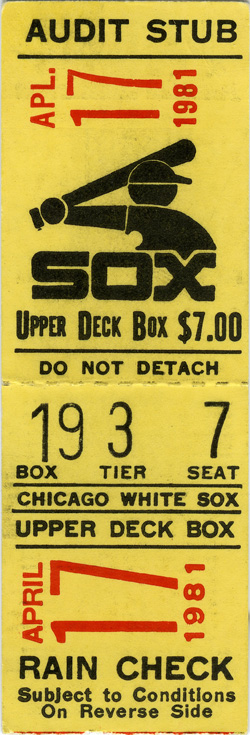 AUDIT STUB
APL. 17 1981
SOX
UPPER DECK BOX $7.00
DO NOT DETACH
19 3 7
BOX TIER SEAT
CHICAGO WHITE SOX
UPPER DECK BOX
APRIL 17 1981
RAIN CHECK
Subject to Conditions
On Reverse Side